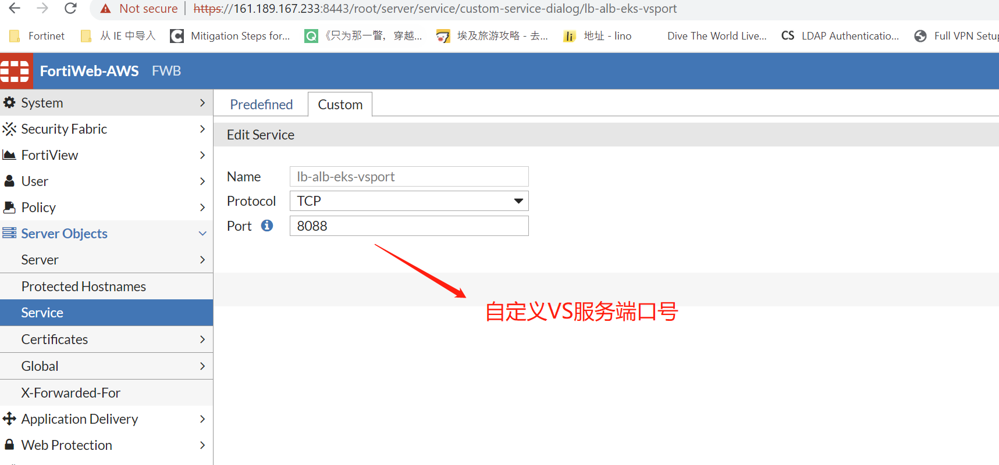 Not secure | https://161.189.167.233:8443/root/server/service/custom-service-dialog/lb-alb-eks-vsport
Fortinet 从 IE 中导入 Mitigation Steps for... 《只为那一瞥，穿越... 埃及旅游攻略 - 去... 地址 - lino Dive The World Live... CS LDAP Authenticatio... Full VPN Setup
FortiWeb-AWS FWB
System
Security Fabric
FortiView
User
Policy
Server Objects
Server
Protected Hostnames
Service
Certificates
Global
X-Forwarded-For
Application Delivery
Web Protection
Predefined Custom
Edit Service
Name lb-alb-eks-vsport
Protocol TCP
Port 8088
自定义VS服务端口号